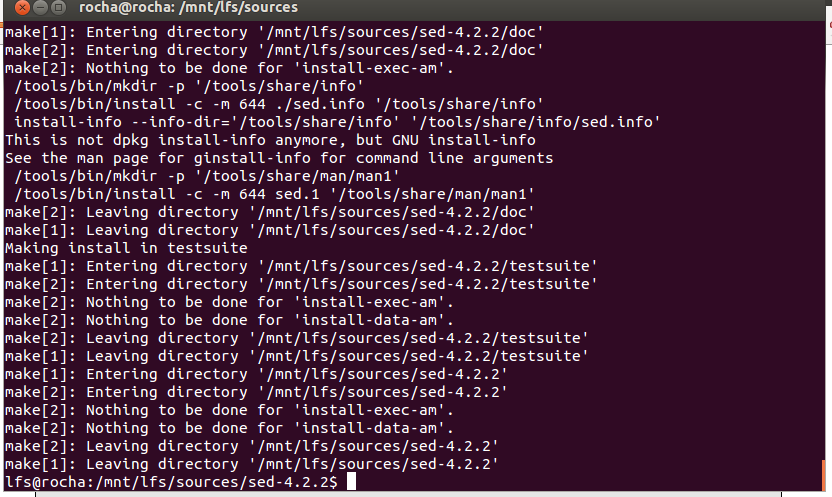 rocha@rocha: /mnt/lfs/sources
make[1]: Entering directory '/mnt/lfs/sources/sed-4.2.2/doc'
make[2]: Entering directory '/mnt/lfs/sources/sed-4.2.2/doc'
make[2]: Nothing to be done for 'install-exec-am'.
 /tools/bin/mkdir -p '/tools/share/info'
 /tools/bin/install -c -m 644 ./sed.info '/tools/share/info'
 install-info --info-dir='/tools/share/info' '/tools/share/info/sed.info'
This is not dpkg install-info anymore, but GNU install-info
See the man page for ginstall-info for command line arguments
 /tools/bin/mkdir -p '/tools/share/man/man1'
 /tools/bin/install -c -m 644 sed.1 '/tools/share/man/man1'
make[2]: Leaving directory '/mnt/lfs/sources/sed-4.2.2/doc'
make[1]: Leaving directory '/mnt/lfs/sources/sed-4.2.2/doc'
Making install in testsuite
make[1]: Entering directory '/mnt/lfs/sources/sed-4.2.2/testsuite'
make[2]: Entering directory '/mnt/lfs/sources/sed-4.2.2/testsuite'
make[2]: Nothing to be done for 'install-exec-am'.
make[2]: Nothing to be done for 'install-data-am'.
make[2]: Leaving directory '/mnt/lfs/sources/sed-4.2.2/testsuite'
make[1]: Leaving directory '/mnt/lfs/sources/sed-4.2.2/testsuite'
make[1]: Entering directory '/mnt/lfs/sources/sed-4.2.2'
make[2]: Entering directory '/mnt/lfs/sources/sed-4.2.2'
make[2]: Nothing to be done for 'install-exec-am'.
make[2]: Nothing to be done for 'install-data-am'.
make[2]: Leaving directory '/mnt/lfs/sources/sed-4.2.2'
make[1]: Leaving directory '/mnt/lfs/sources/sed-4.2.2'
lfs@rocha:/mnt/lfs/sources/sed-4.2.2$